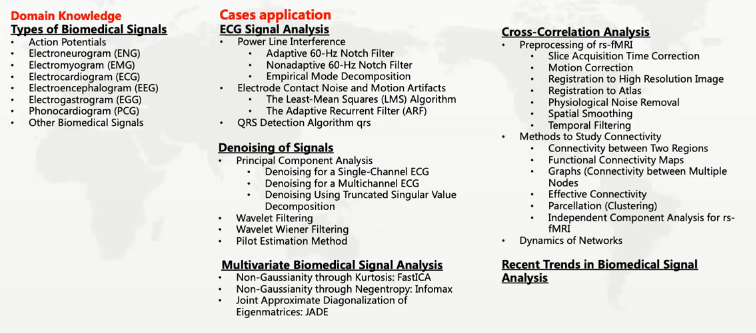 Domain Knowledge
Types of Biomedical Signals
• Action Potentials
• Electroneurogram (ENG)
• Electromyogram (EMG)
• Electrocardiogram (ECG)
• Electroencephalogram (EEG)
• Electrogastrogram (EGG)
• Phonocardiogram (PCG)
• Other Biomedical Signals
Cases application
ECG Signal Analysis
• Power Line Interference
• Adaptive 60-Hz Notch Filter
• Nonadaptive 60-Hz Notch Filter
• Empirical Mode Decomposition
• Electrode Contact Noise and Motion Artifacts
• The Least-Mean Squares (LMS) Algorithm
• The Adaptive Recurrent Filter (ARF)
• QRS Detection Algorithm qrs
Denoising of Signals
• Principal Component Analysis
• Denoising for a Single-Channel ECG
• Denoising for a Multichannel ECG
• Denoising Using Truncated Singular Value
Decomposition
• Wavelet Filtering
• Wavelet Wiener Filtering
• Pilot Estimation Method
Multivariate Biomedical Signal Analysis
• Non-Gaussianity through Kurtosis: FastICA
• Non-Gaussianity through Negentropy: Infomax
• Joint Approximate Diagonalization of
Eigenmatrices: JADE
Cross-Correlation Analysis
• Preprocessing of rs-fMRI
• Slice Acquisition Time Correction
• Motion Correction
• Registration to High Resolution Image
• Registration to Atlas
• Physiological Noise Removal
• Spatial Smoothing
• Temporal Filtering
• Methods to Study Connectivity
• Connectivity between Two Regions
• Functional Connectivity Maps
• Graphs (Connectivity between Multiple
Nodes
• Effective Connectivity
• Parcellation (Clustering)
• Independent Component Analysis for rs-
fMRI
• Dynamics of Networks
Recent Trends in Biomedical Signal
Analysis